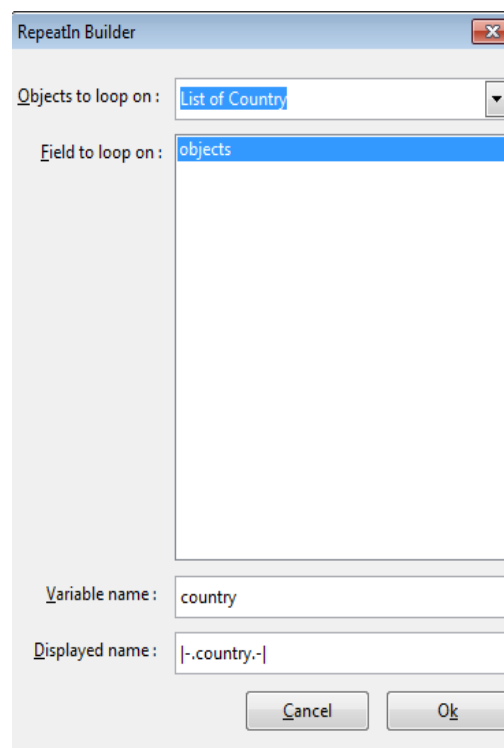 RepeatIn Builder
Objects to loop on : List of Country
Field to loop on : objects
Variable name : country
Displayed name : |-.country.-|
Cancel Ok